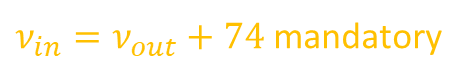 𝜈𝑖𝑛 = 𝜈𝑜𝑢𝑡 + 74 mandatory